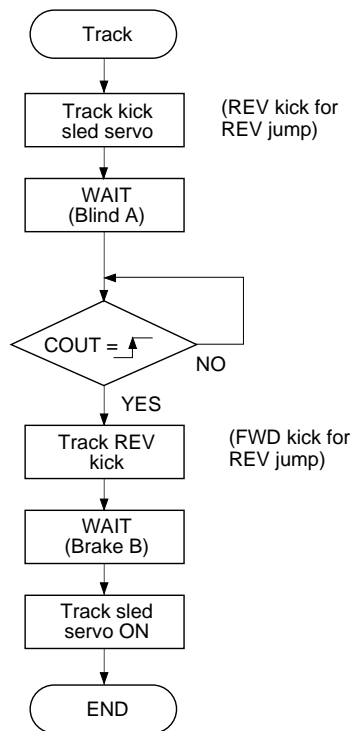 Track
Track kick
sled servo
(REV kick for
REV jump)
WAIT
(Blind A)
COUT =
NO
YES
Track REV
kick
(FWD kick for
REV jump)
WAIT
(Brake B)
Track sled
servo ON
END